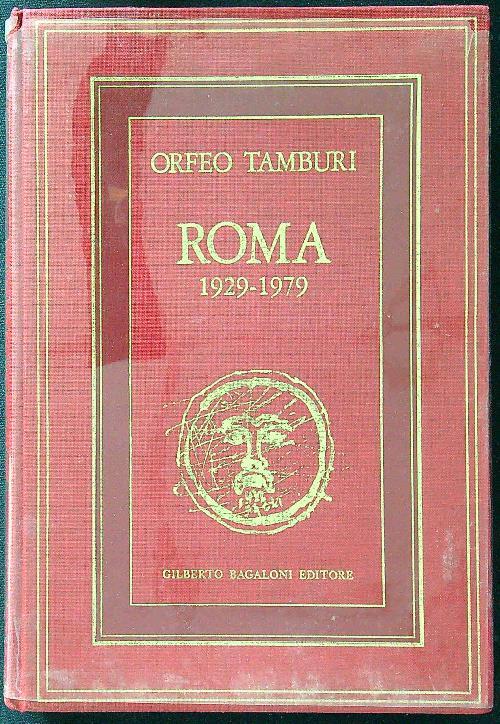 ORFEO TAMBURI
ROMA
1929-1979
GILBERTO BAGALONI EDITORE